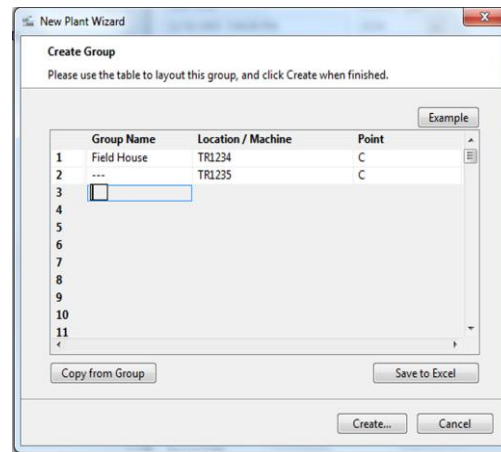 New Plant Wizard
Create Group
Please use the table to layout this group, and click Create when finished.
Example
Group Name Location / Machine Point
1 Field House TR1234 C
2 --- TR1235 C
3
4
5
6
7
8
9
10
11
Copy from Group Save to Excel
Create... Cancel